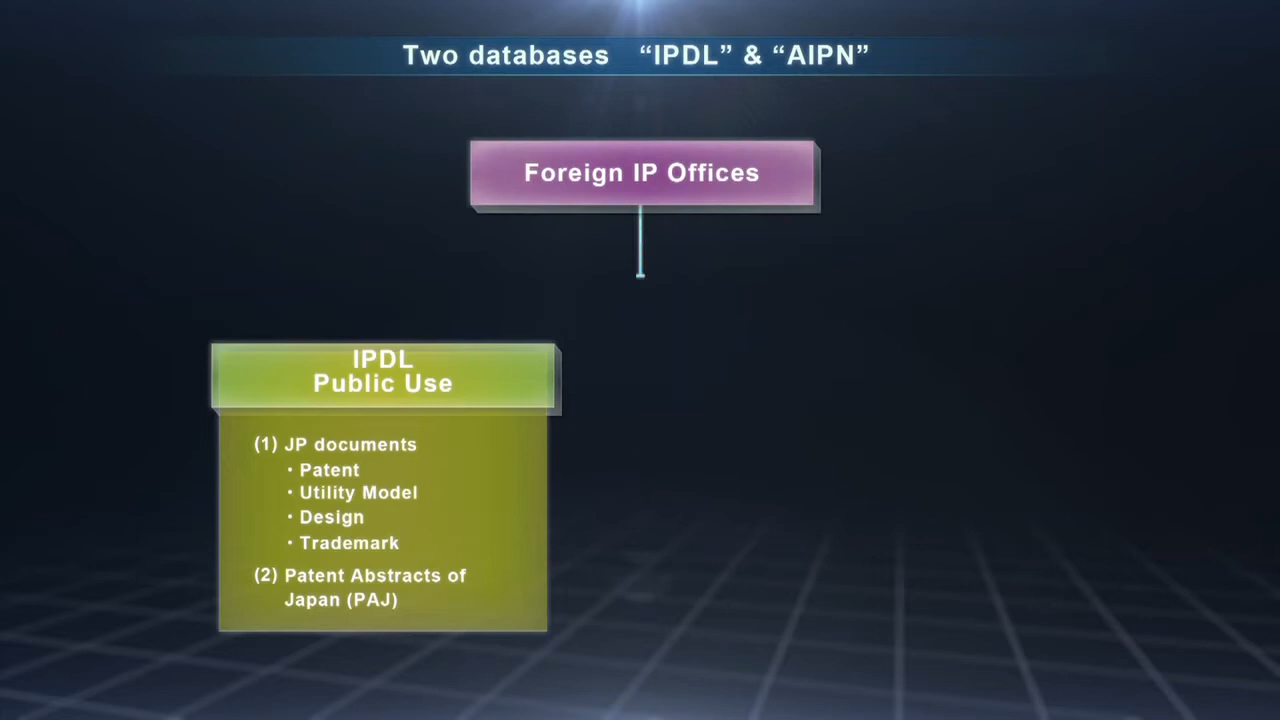 Two databases “IPDL” & “AIPN”
Foreign IP Offices
IPDL
Public Use
(1) JP documents
・Patent
・Utility Model
・Design
・Trademark
(2) Patent Abstracts of
Japan (PAJ)